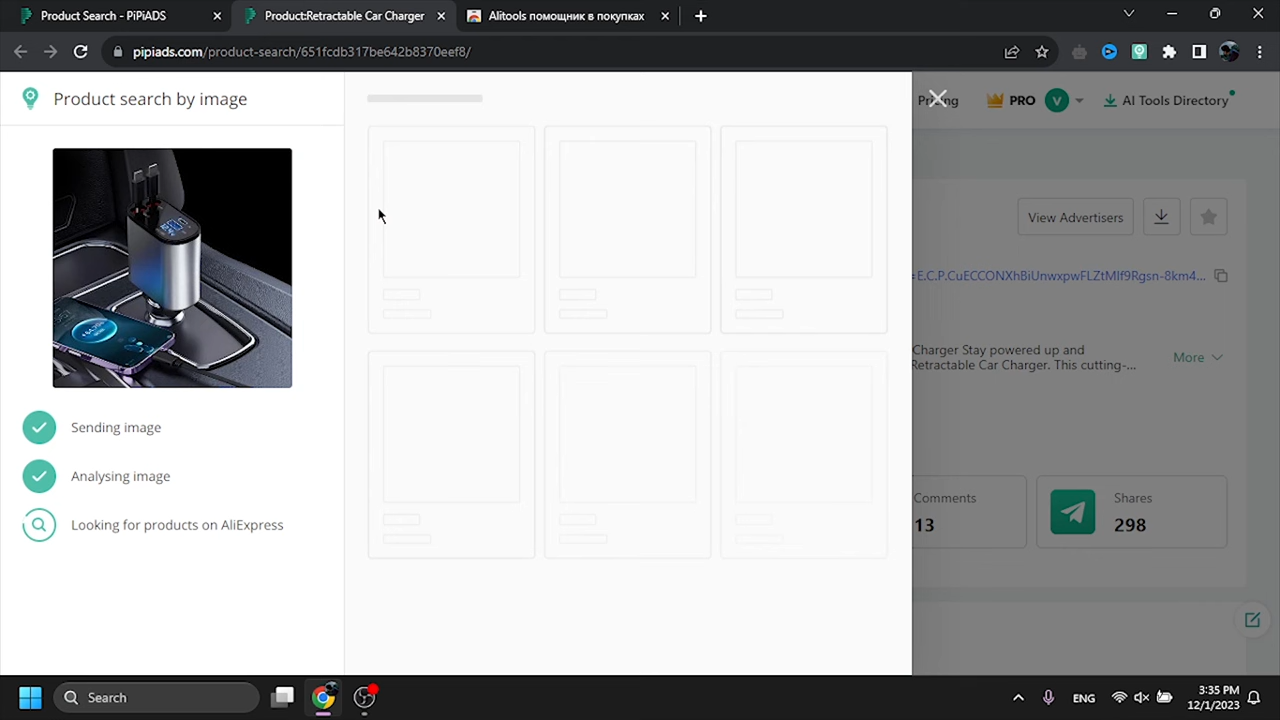 Product Search - PiPiADS
Product:Retractable Car Charger
Alitools помощник в покупках
pipiads.com/product-search/651fcdb317be642b8370eef8/
Product search by image
Sending image
Analysing image
Looking for products on AliExpress
Pricing
PRO
V
AI Tools Directory
View Advertisers
=E.C.P.CuECCONXhBiUnwxpwFLZtMlf9Rgsn-8km4...
Charger Stay powered up and
Retractable Car Charger. This cutting-...
More
Comments
13
Shares
298
Search
ENG
3:35 PM
12/1/2023